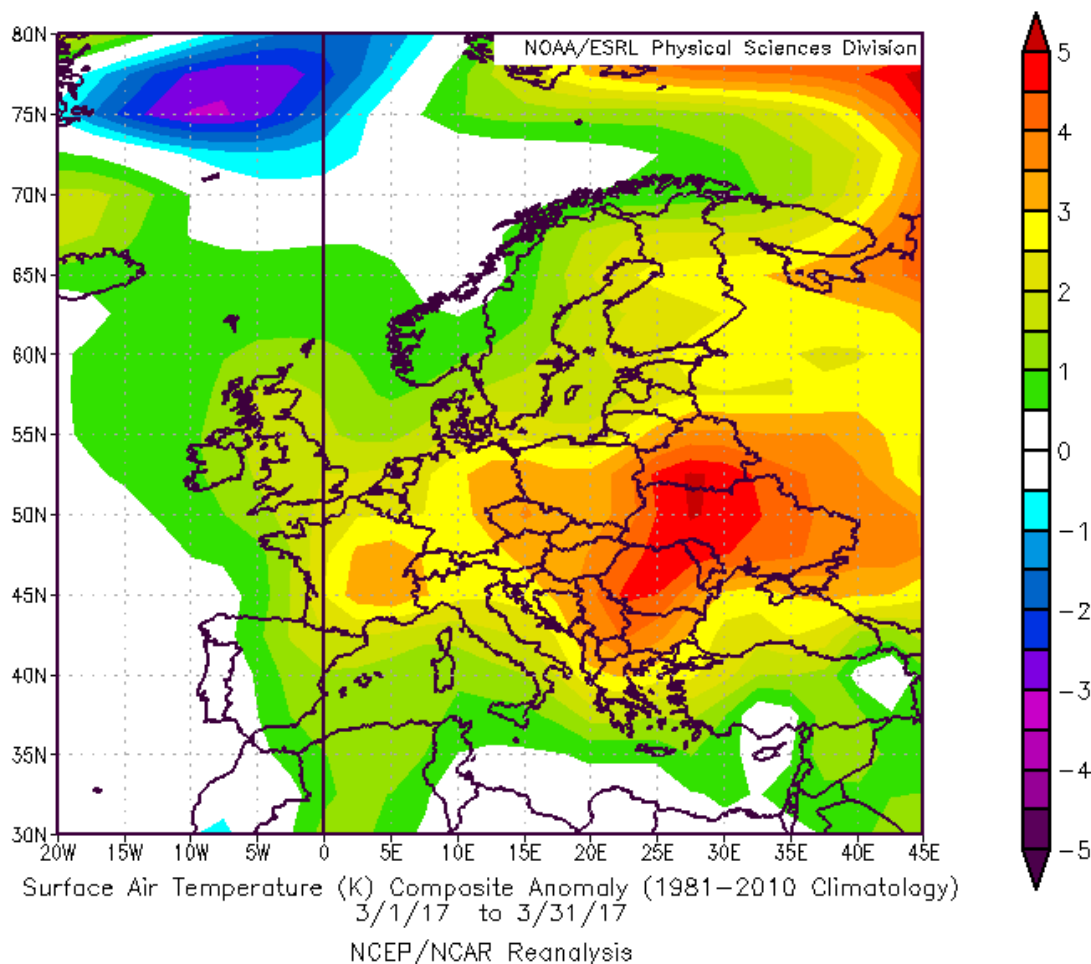 NOAA/ESRL Physical Sciences Division
80N
75N
70N
65N
60N
55N
50N
45N
40N
35N
30N
20W 15W 10W 5W 0 5E 10E 15E 20E 25E 30E 35E 40E 45E
5
4
3
2
1
0
−1
−2
−3
−4
−5
Surface Air Temperature (K) Composite Anomaly (1981−2010 Climatology)
3/1/17 to 3/31/17
NCEP/NCAR Reanalysis